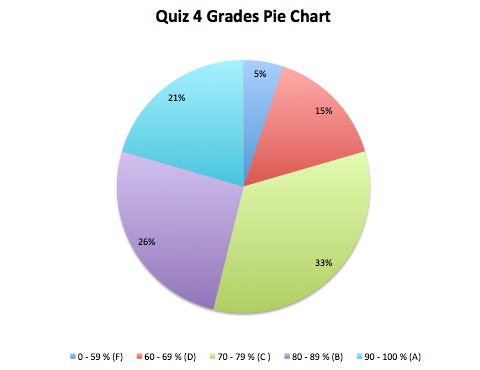 Quiz 4 Grades Pie Chart
5%
15%
21%
26%
33%
0 - 59 % (F) 60 - 69 % (D) 70 - 79 % (C ) 80 - 89 % (B) 90 - 100 % (A)